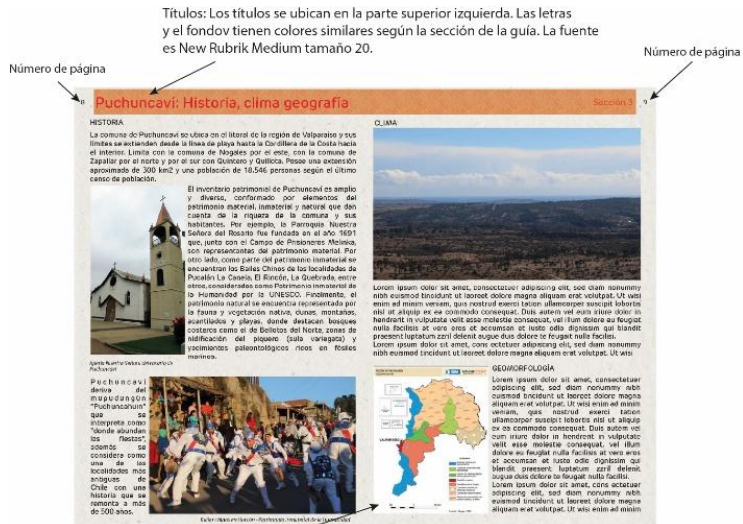 Títulos: Los títulos se ubican en la parte superior izquierda. Las letras
y el fondov tienen colores similares según la sección de la guía. La fuente
es New Rubrik Medium tamaño 20.
Número de página
Número de página
8
Puchuncaví: Historia, clima geografía
Sección 3
9
HISTORIA
La comuna de Puchuncaví se ubica en el litoral de la región de Valparaíso y sus
límites se extienden desde la línea de playa hasta la Cordillera de la Costa hacia
el interior. Limita con la comuna de Nogales por el este, con la comuna de
Zapallar por el norte y por el sur con Quintero y Quillota. Posee una extensión
aproximada de 300 km2 y una población de 18.546 personas según el último
censo de población.
El inventario patrimonial de Puchuncaví es amplio
y diverso, conformado por elementos del
patrimonio material, inmaterial y natural que dan
cuenta de la riqueza de la comuna y sus
habitantes. Por ejemplo, la Parroquia Nuestra
Señora del Rosario fue fundada en el año 1691
que, junto con el Campo de Prisioneros Melinka,
son representantes del patrimonio material. Por
otro lado, como parte del patrimonio inmaterial se
encuentran los Bailes Chinos de las localidades de
Pucalán La Canela, El Rincón, La Quebrada, entre
otros, considerados como Patrimonio Inmaterial de
la Humanidad por la UNESCO. Finalmente, el
patrimonio natural se encuentra representado por
la fauna y vegetación nativa, dunas, montañas,
acantilados y playas, donde destacan bosques
costeros como el de Bellotos del Norte, zonas de
nidificación del piquero (sula variegata) y
yacimientos paleontológicos ricos en fósiles
marinos.
Iglesia Nuestra Señora del Rosario de
Puchuncaví
Puchuncaví
deriva del
mapudungún
"Puchuncahuin"
que se
interpreta como
"donde abundan
las fiestas",
además se
considera como
una de las
localidades más
antiguas de
Chile con una
historia que se
remonta a más
de 500 años.
CLIMA
Lorem ipsum dolor sit amet, consectetuer adipiscing elit, sed diam nonummy
nibh euismod tincidunt ut laoreet dolore magna aliquam erat volutpat. Ut wisi
enim ad minim veniam, quis nostrud exerci tation ullamcorper suscipit lobortis
nisl ut aliquip ex ea commodo consequat. Duis autem vel eum iriure dolor in
hendrerit in vulputate velit esse molestie consequat, vel illum dolore eu feugiat
nulla facilisis at vero eros et accumsan et iusto odio dignissim qui blandit
praesent luptatum zzril delenit augue duis dolore te feugait nulla facilisi.
Lorem ipsum dolor sit amet, cons ectetuer adipiscing elit, sed diam nonummy
nibh euismod tincidunt ut laoreet dolore magna aliquam erat volutpat. Ut wisi
GEOMORFOLOGÍA
Lorem ipsum dolor sit amet, consectetuer
adipiscing elit, sed diam nonummy nibh
euismod tincidunt ut laoreet dolore magna
aliquam erat volutpat. Ut wisi enim ad minim
veniam, quis nostrud exerci tation
ullamcorper suscipit lobortis nisl ut aliquip
ex ea commodo consequat. Duis autem vel
eum iriure dolor in hendrerit in vulputate
velit esse molestie consequat, vel illum
dolore eu feugiat nulla facilisis at vero eros
et accumsan et iusto odio dignissim qui
blandit praesent luptatum zzril delenit
augue duis dolore te feugait nulla facilisi.
Lorem ipsum dolor sit amet, cons ectetuer
adipiscing elit, sed diam nonummy nibh
euismod tincidunt ut laoreet dolore magna
aliquam erat volutpat. Ut wisi enim ad minim